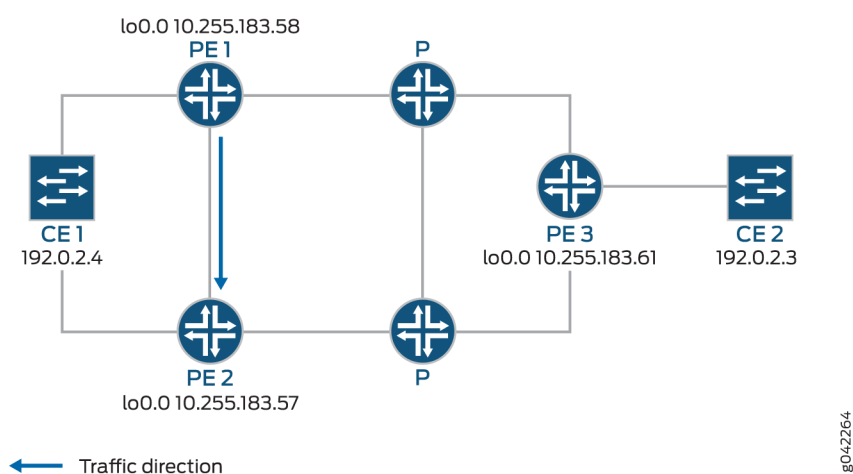 lo0.0 10.255.183.58
PE 1
P
CE 1
192.0.2.4
PE 3
lo0.0 10.255.183.61
CE 2
192.0.2.3
PE 2
lo0.0 10.255.183.57
P
Traffic direction
g042264